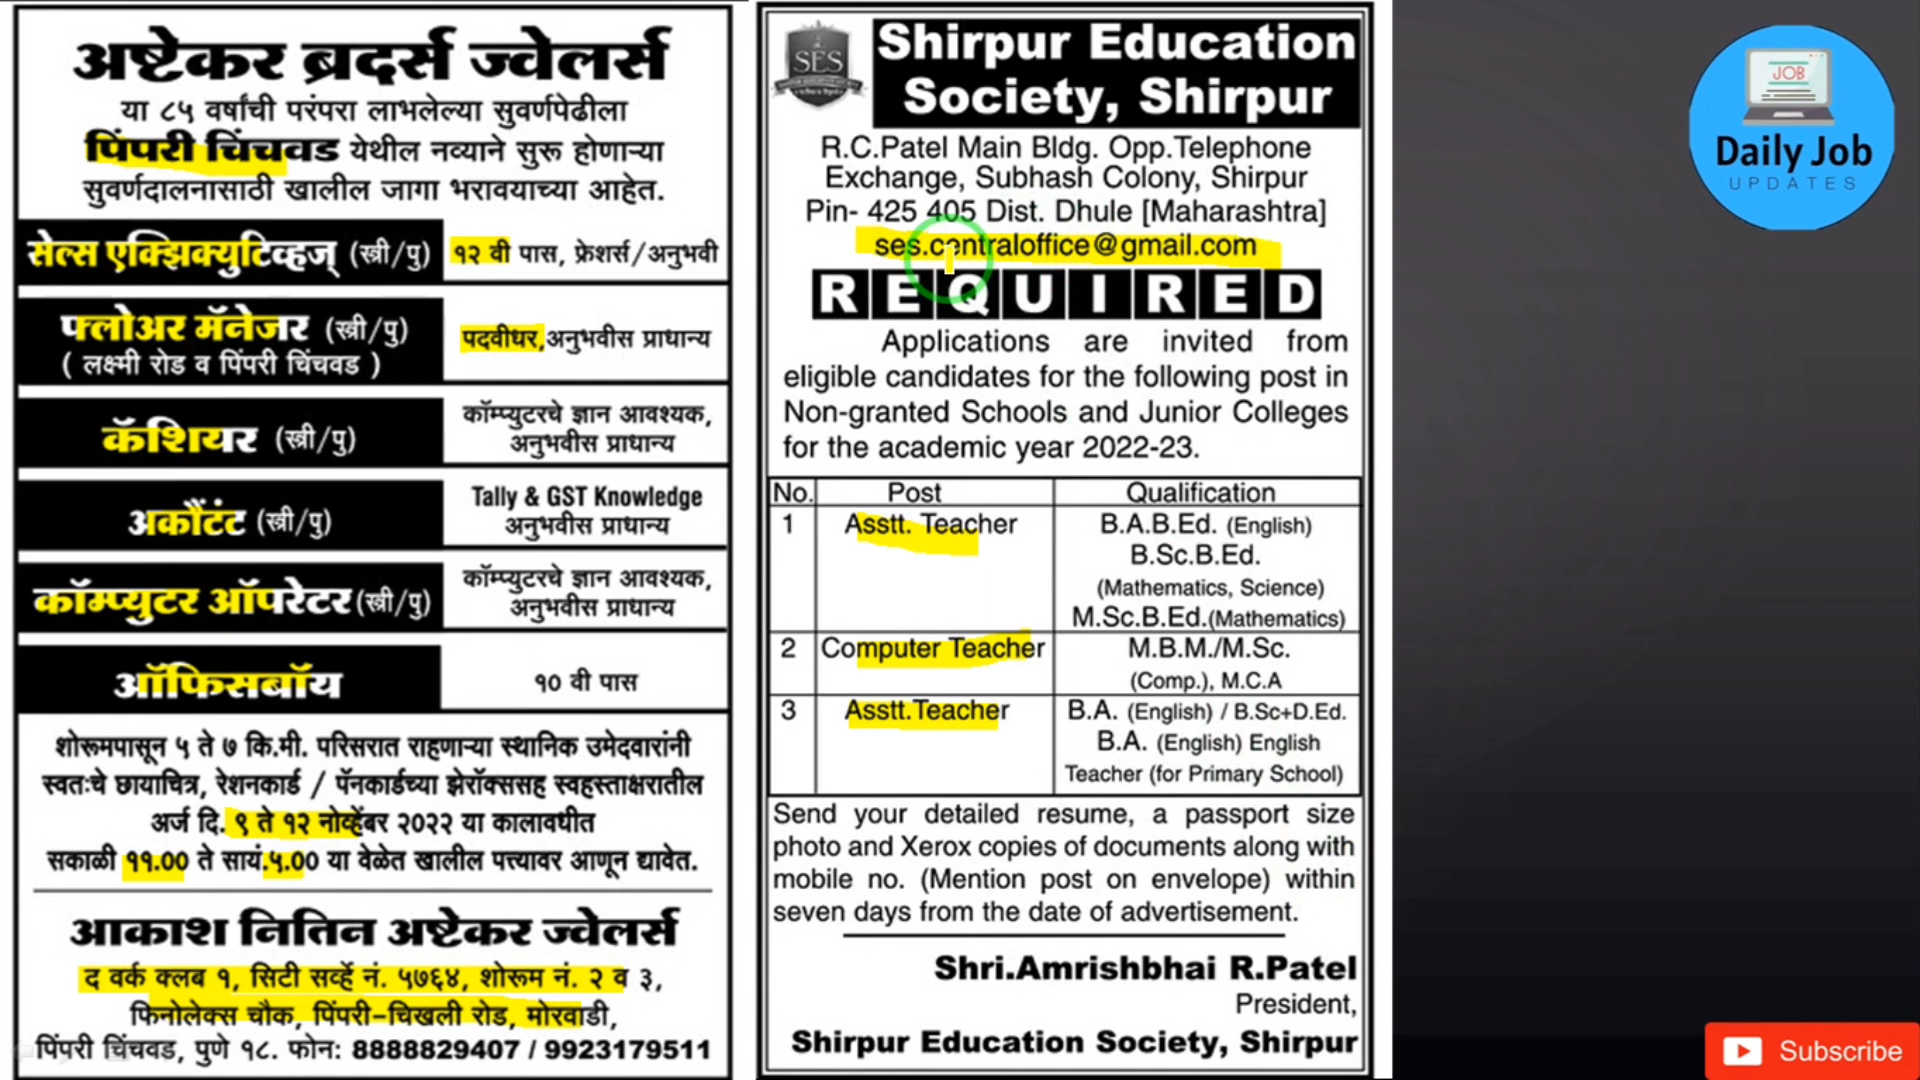 अष्टेकर ब्रदर्स ज्वेलर्स
या ८५ वर्षांची परंपरा लाभलेल्या सुवर्णपेढीला
पिंपरी चिंचवड येथील नव्याने सुरू होणाऱ्या
सुवर्णदालनासाठी खालील जागा भरावयाच्या आहेत.
सेल्स एक्झिक्युटिव्हज् (स्त्री/पु) १२ वी पास, फ्रेशर्स/अनुभवी
फ्लोअर मॅनेजर (स्त्री/पु)
( लक्ष्मी रोड व पिंपरी चिंचवड )
पदवीधर,अनुभवीस प्राधान्य
कॅशियर (स्त्री/पु)
कॉम्प्युटरचे ज्ञान आवश्यक,
अनुभवीस प्राधान्य
अकौंटंट (स्त्री/पु)
Tally & GST Knowledge
अनुभवीस प्राधान्य
कॉम्प्युटर ऑपरेटर(स्त्री/पु)
कॉम्प्युटरचे ज्ञान आवश्यक,
अनुभवीस प्राधान्य
ऑफिसबॉय १० वी पास
शोरूमपासून ५ ते ७ कि.मी. परिसरात राहणाऱ्या स्थानिक उमेदवारांनी
स्वतःचे छायाचित्र, रेशनकार्ड / पॅनकार्डच्या झेरॉक्ससह स्वहस्ताक्षरातील
अर्ज दि. ९ ते १२ नोव्हेंबर २०२२ या कालावधीत
सकाळी ११.०० ते सायं.५.०० या वेळेत खालील पत्त्यावर आणून द्यावेत.
आकाश नितिन अष्टेकर ज्वेलर्स
द वर्क क्लब १, सिटी सर्व्हे नं. ५७६४, शोरूम नं. २ व ३,
फिनोलेक्स चौक, पिंपरी-चिखली रोड, मोरवाडी,
पिंपरी चिंचवड, पुणे १८. फोन: 8888829407 / 9923179511
SES
Shirpur Education
Society, Shirpur
R.C.Patel Main Bldg. Opp.Telephone
Exchange, Subhash Colony, Shirpur
Pin- 425 405 Dist. Dhule [Maharashtra]
ses.centraloffice@gmail.com
REQUIRED
Applications are invited from
eligible candidates for the following post in
Non-granted Schools and Junior Colleges
for the academic year 2022-23.
No. Post Qualification
1 Asstt. Teacher B.A.B.Ed. (English)
B.Sc.B.Ed.
(Mathematics, Science)
M.Sc.B.Ed.(Mathematics)
2 Computer Teacher M.B.M./M.Sc.
(Comp.), M.C.A
3 Asstt.Teacher B.A. (English) / B.Sc+D.Ed.
B.A. (English) English
Teacher (for Primary School)
Send your detailed resume, a passport size
photo and Xerox copies of documents along with
mobile no. (Mention post on envelope) within
seven days from the date of advertisement.
Shri.Amrishbhai R.Patel
President,
Shirpur Education Society, Shirpur
JOB
Daily Job
UPDATES
Subscribe